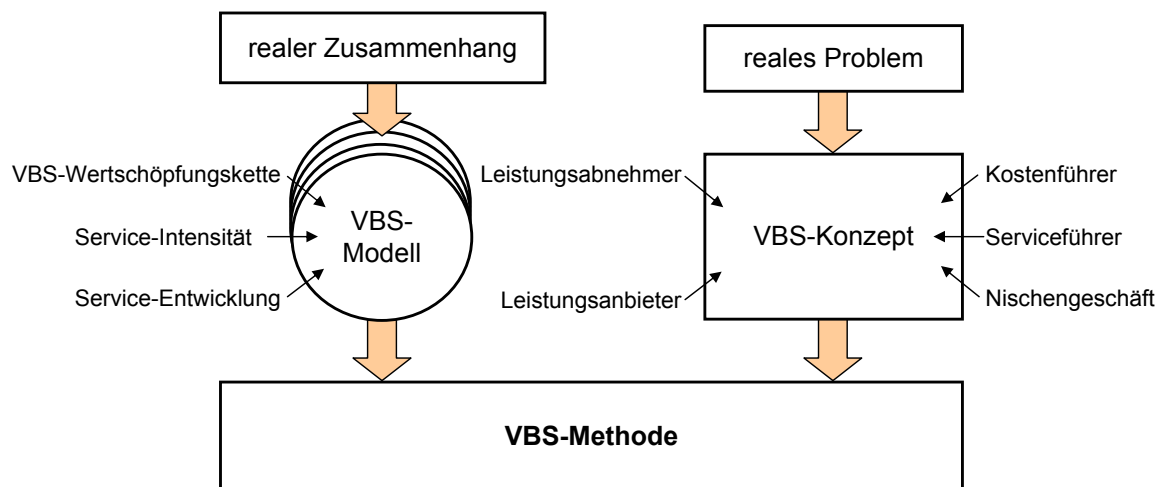 realer Zusammenhang
reales Problem
VBS-Wertschöpfungskette
Service-Intensität
Service-Entwicklung
VBS-
Modell
Leistungsabnehmer
Leistungsanbieter
VBS-Konzept
Kostenführer
Serviceführer
Nischengeschäft
VBS-Methode